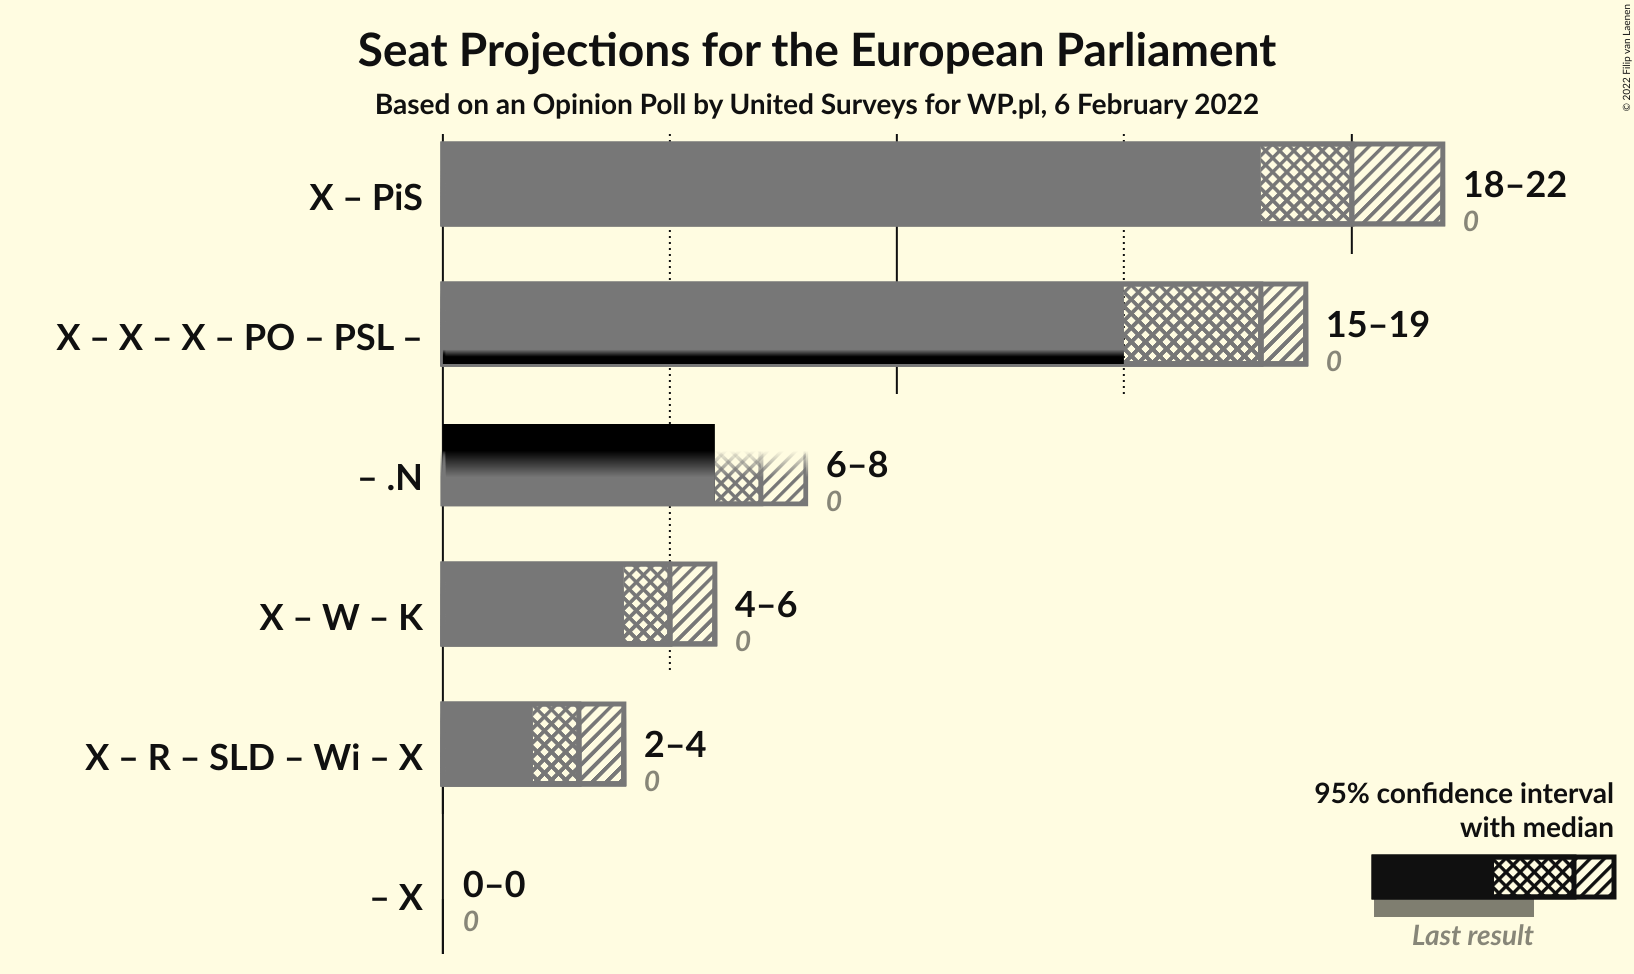 Seat Projections for the European Parliament
Based on an Opinion Poll by United Surveys for WP.pl, 6 February 2022
© 2022 Filip van Laenen
X – PiS
18–22
0
X – X – X – PO – PSL –
15–19
0
– .N
6–8
0
X – W – K
4–6
0
X – R – SLD – Wi – X
2–4
0
– X
0–0
0
95% confidence interval
with median
Last result